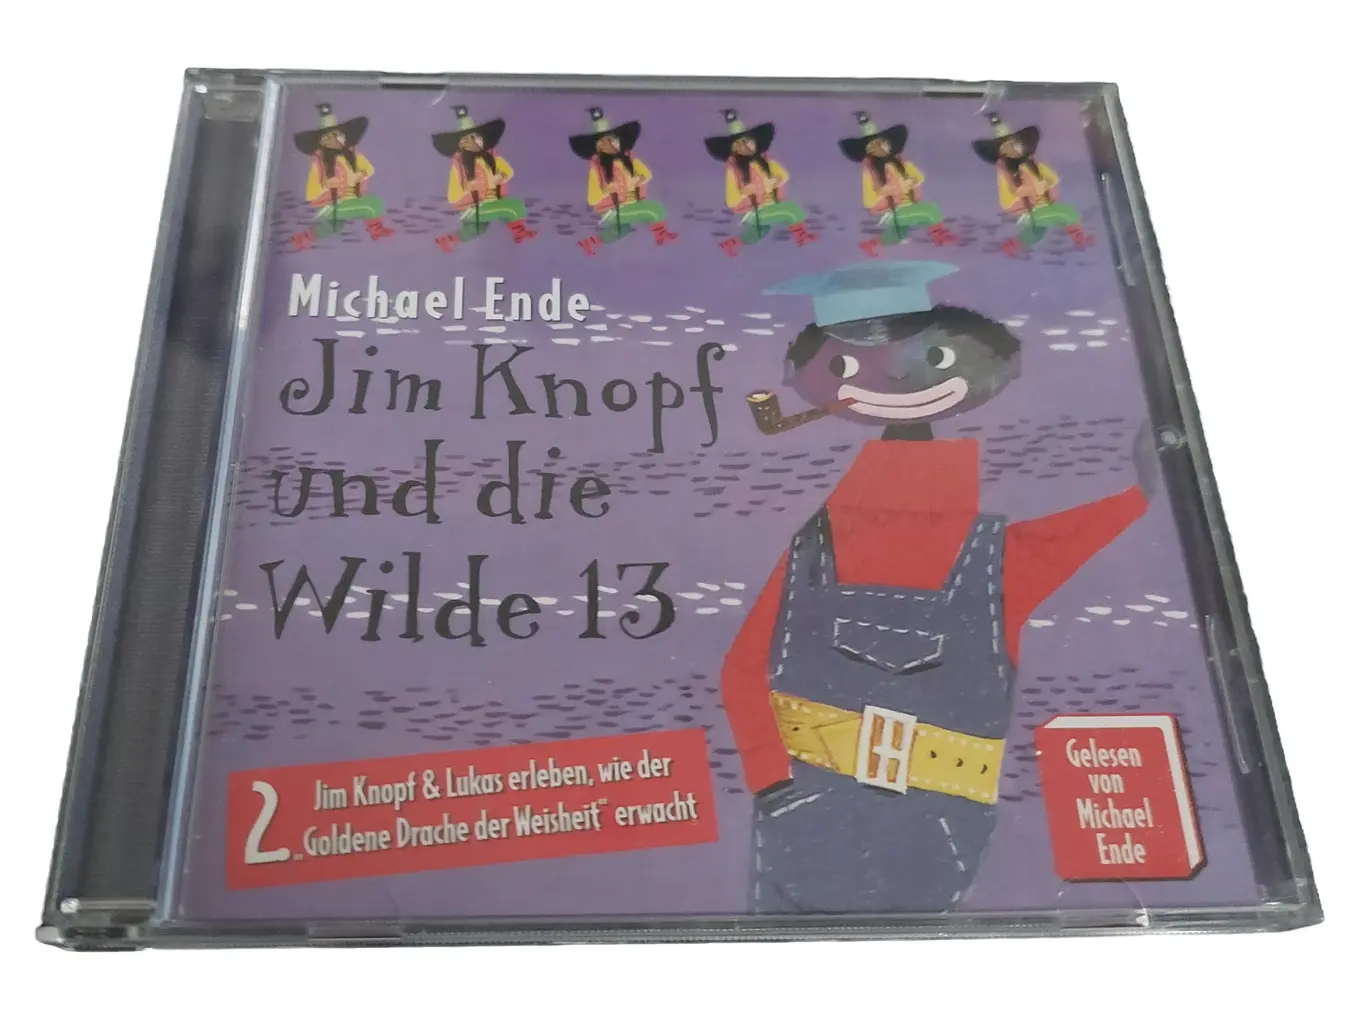 Michael Ende
Jim Knopf
und die
Wilde 13
2
Jim Knopf & Lukas erleben, wie der
„Goldene Drache der Weisheit“ erwacht
Gelesen
von
Michael
Ende